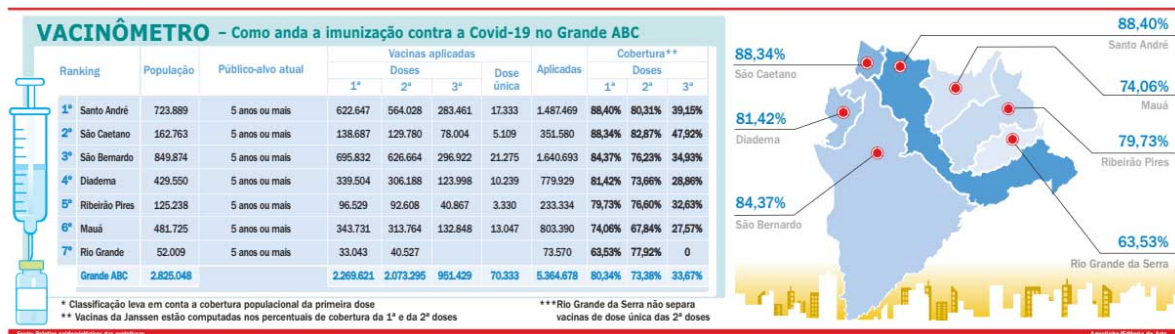 VACINÔMETRO – Como anda a imunização contra a Covid-19 no Grande ABC
Vacinas aplicadas Cobertura**
Ranking População Público-alvo atual Doses Dose única Aplicadas Doses
1ª 2ª 3ª 1ª 2ª 3ª
1º Santo André 723.889 5 anos ou mais 622.647 564.028 283.461 17.333 1.487.469 88,40% 80,31% 39,15%
2º São Caetano 162.763 5 anos ou mais 138.687 129.780 78.004 5.109 351.580 88,34% 82,87% 47,92%
3º São Bernardo 849.874 5 anos ou mais 695.832 626.664 296.922 21.275 1.640.693 84,37% 76,23% 34,93%
4º Diadema 429.550 5 anos ou mais 339.504 306.188 123.998 10.239 779.929 81,42% 73,66% 28,86%
5º Ribeirão Pires 125.238 5 anos ou mais 96.529 92.608 40.867 3.330 233.334 79,73% 76,60% 32,63%
6º Mauá 481.725 5 anos ou mais 343.731 313.764 132.848 13.047 803.390 74,06% 67,84% 27,57%
7º Rio Grande 52.009 5 anos ou mais 33.043 40.527 73.570 63,53% 77,92% 0
Grande ABC 2.825.048 2.269.621 2.073.295 951.429 70.333 5.364.678 80,34% 73,38% 33,67%
* Classificação leva em conta a cobertura populacional da primeira dose
** Vacinas da Janssen estão computadas nos percentuais de cobertura da 1ª e da 2ª doses
***Rio Grande da Serra não separa
vacinas de dose única das 2ª doses
Fonte: Boletins epidemiológicos das prefeituras
88,40%
Santo André
88,34%
São Caetano
74,06%
Mauá
81,42%
Diadema
79,73%
Ribeirão Pires
84,37%
São Bernardo
63,53%
Rio Grande da Serra